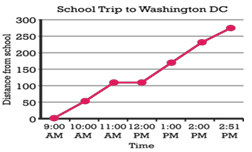 School Trip to Washington DC
Distance from school
300
250
200
150
100
50
0
9:00 AM
10:00 AM
11:00 AM
12:00 PM
1:00 PM
2:00 PM
2:51 PM
Time